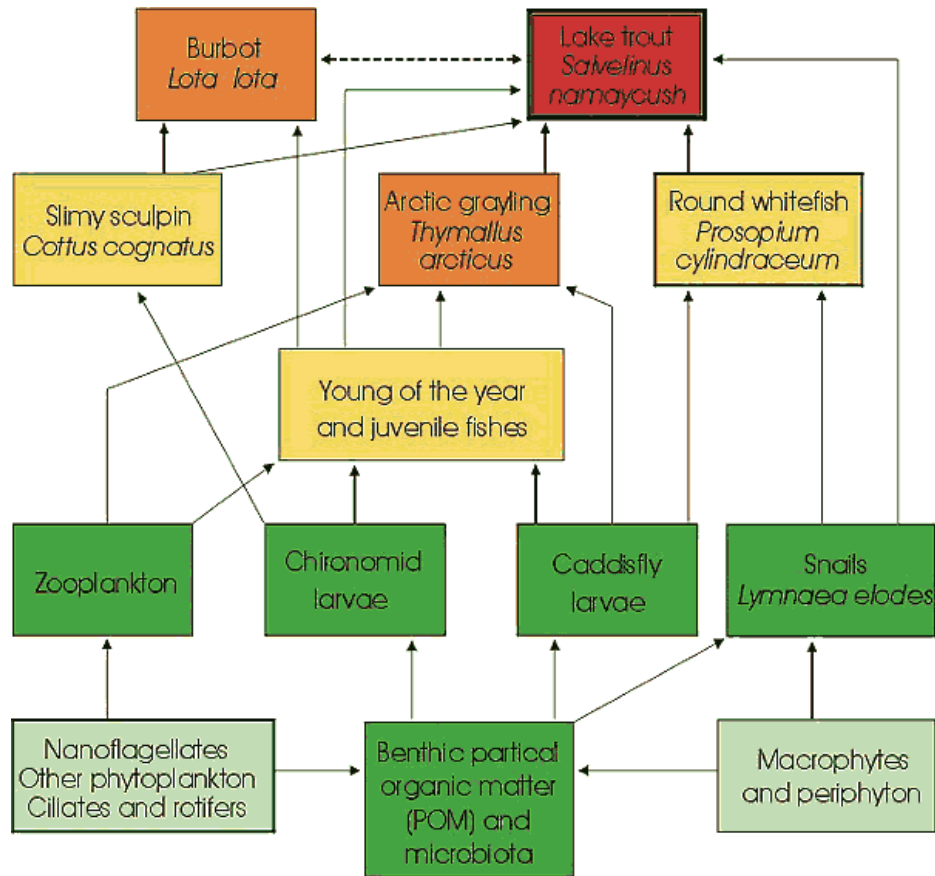 Burbot
Lota lota
Lake trout
Salvelinus
namaycush
Slimy sculpin
Cottus cognatus
Arctic grayling
Thymallus
arcticus
Round whitefish
Prosopium
cylindraceum
Young of the year
and juvenile fishes
Zooplankton
Chironomid
larvae
Caddisfly
larvae
Snails
Lymnaea elodes
Nanoflagellates
Other phytoplankton
Ciliates and rotifers
Benthic partical
organic matter
(POM) and
microbiota
Macrophytes
and periphyton